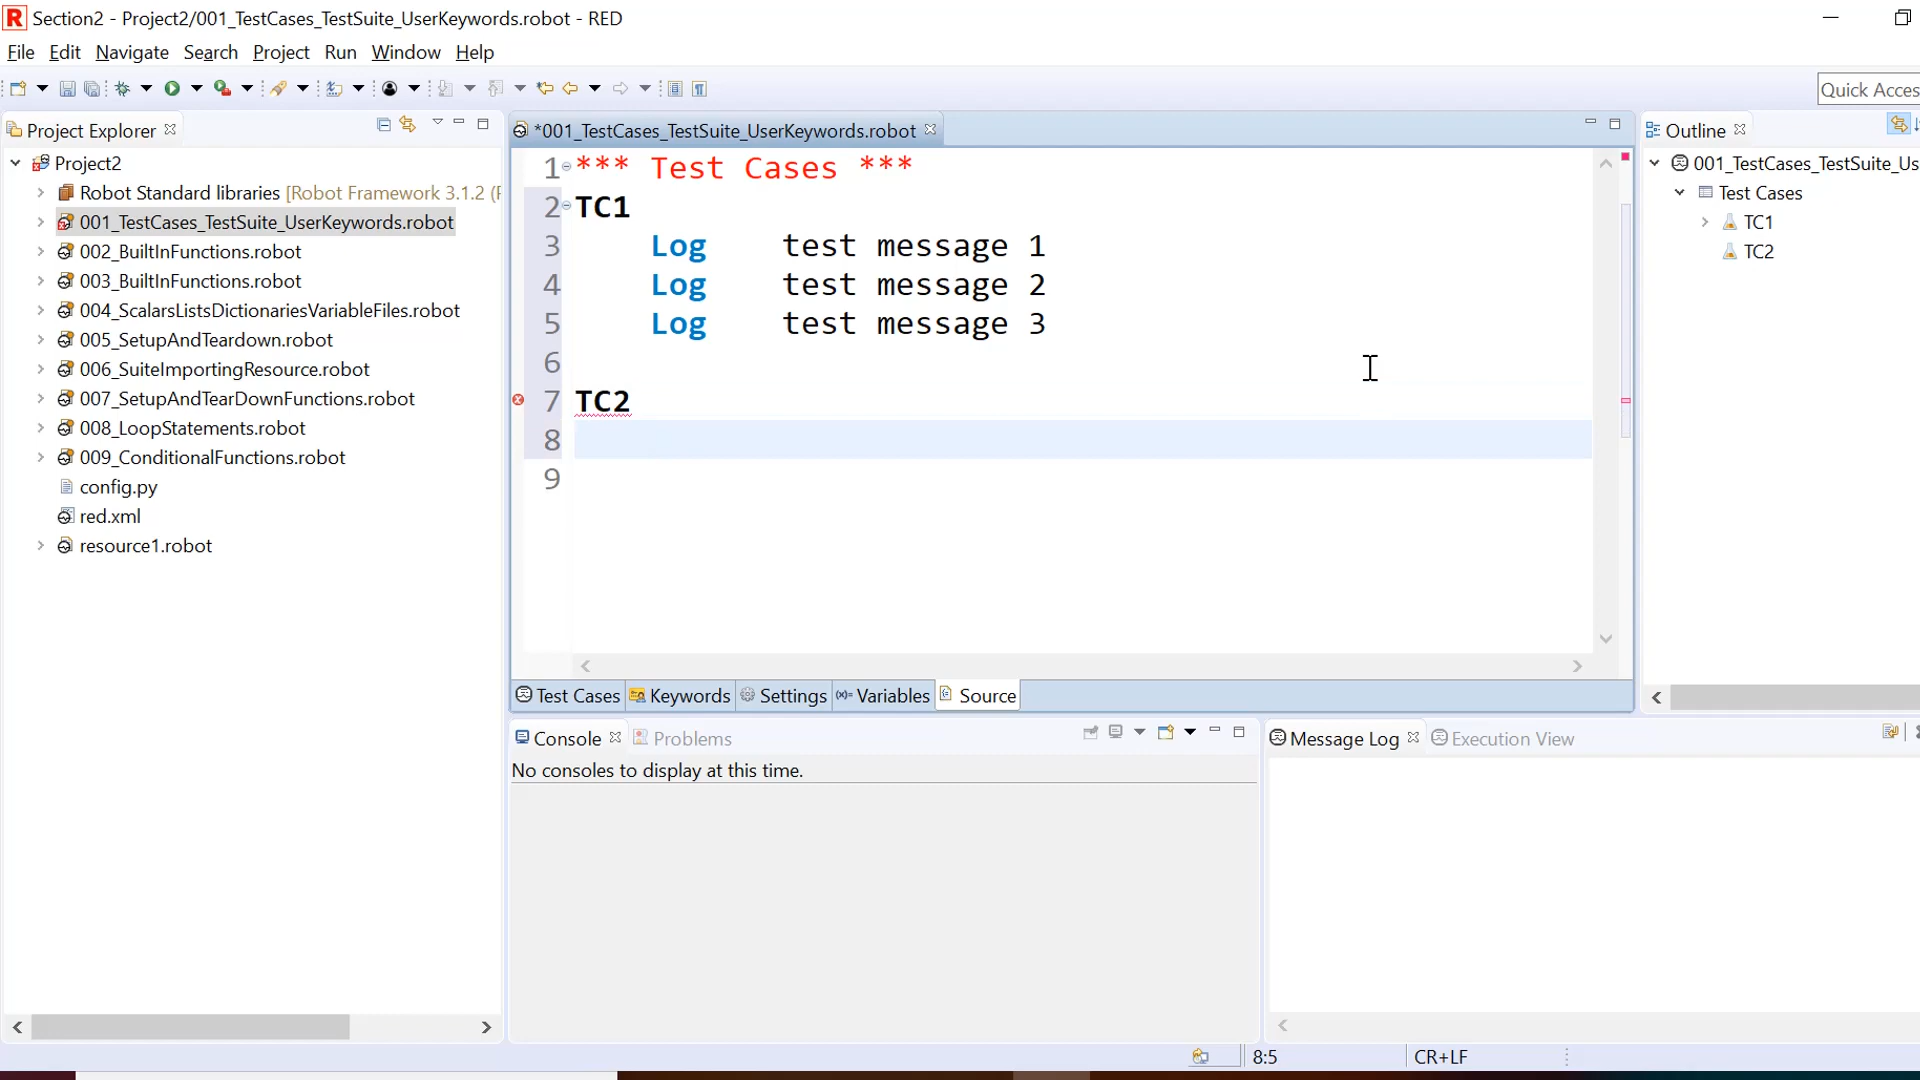 Section2 - Project2/001_TestCases_TestSuite_UserKeywords.robot - RED
File Edit Navigate Search Project Run Window Help
Quick Acces
Project Explorer
Project2
Robot Standard libraries [Robot Framework 3.1.2 (
001_TestCases_TestSuite_UserKeywords.robot
002_BuiltInFunctions.robot
003_BuiltInFunctions.robot
004_ScalarsListsDictionariesVariableFiles.robot
005_SetupAndTeardown.robot
006_SuiteImportingResource.robot
007_SetupAndTearDownFunctions.robot
008_LoopStatements.robot
009_ConditionalFunctions.robot
config.py
red.xml
resource1.robot
*001_TestCases_TestSuite_UserKeywords.robot
1 *** Test Cases ***
2 TC1
3 Log test message 1
4 Log test message 2
5 Log test message 3
6
7 TC2
8
9
Test Cases Keywords Settings Variables Source
Outline
001_TestCases_TestSuite_Us
Test Cases
TC1
TC2
Console Problems
No consoles to display at this time.
Message Log Execution View
8:5 CR+LF